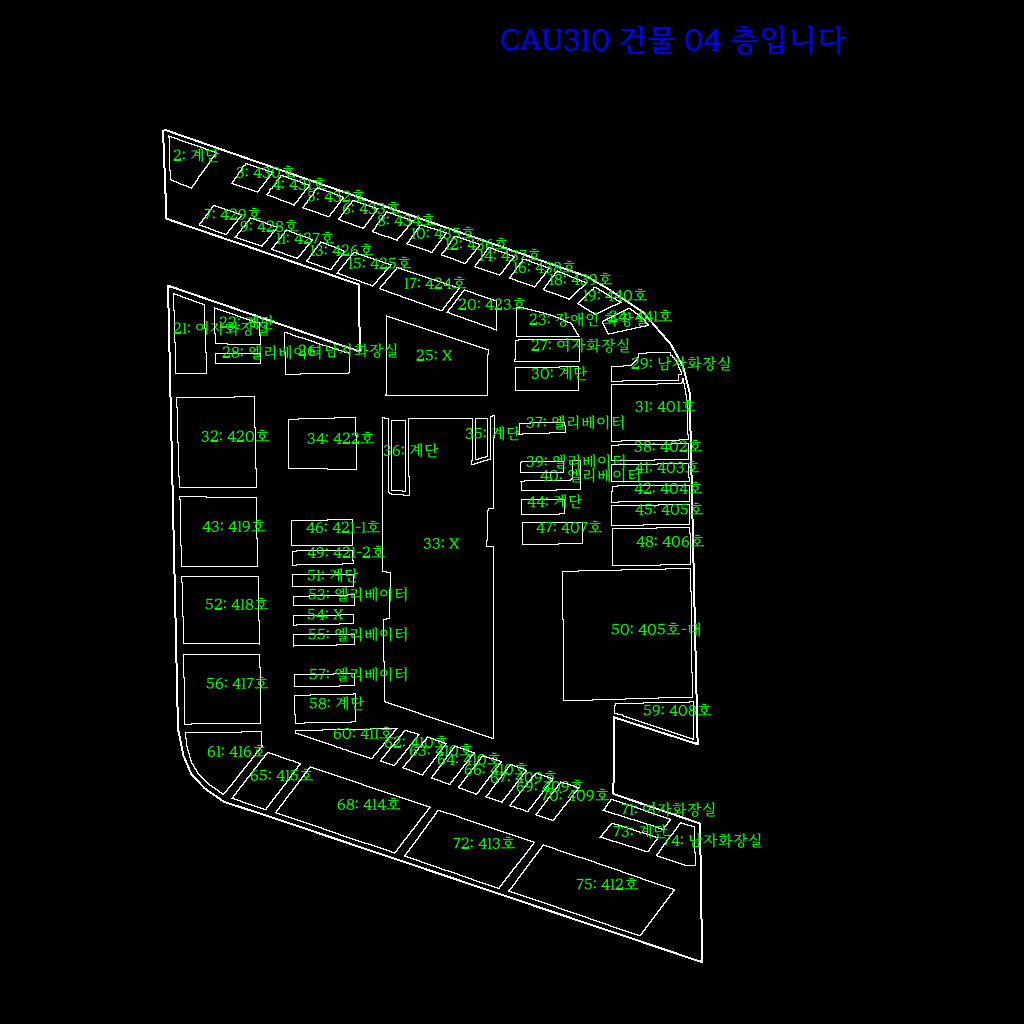 CAU310 건물 04 층입니다
2: 계단
3: 430호
4: 431호
5: 432호
6: 433호
7: 429호
8: 434호
9: 428호
10: 435호
11: 427호
12: 436호
13: 426호
14: 437호
15: 425호
16: 438호
17: 424호
18: 439호
19: 440호
20: 423호
21: 여자화장실
22: 계단
23: 장애인
24: 441호
25: X
26: 남자화장실
27: 여자화장실
28: 엘리베이터
29: 남자화장실
30: 계단
31: 401호
32: 420호
33: X
34: 422호
35: 계단
36: 계단
37: 엘리베이터
38: 402호
39: 엘리베이터
40: 엘리베이터
41: 403호
42: 404호
43: 419호
44: 계단
45: 405호
46: 421-1호
47: 407호
48: 406호
49: 421-2호
50: 405호-대
51: 계단
52: 418호
53: 엘리베이터
54: X
55: 엘리베이터
56: 417호
57: 엘리베이터
58: 계단
59: 408호
60: 411호
61: 416호
62: 410호
63: 410호
64: 410호
65: 415호
66: 410호
67: 409호
68: 414호
69: 409호
70: 409호
71: 여자화장실
72: 413호
73: 계단
74: 남자화장실
75: 412호